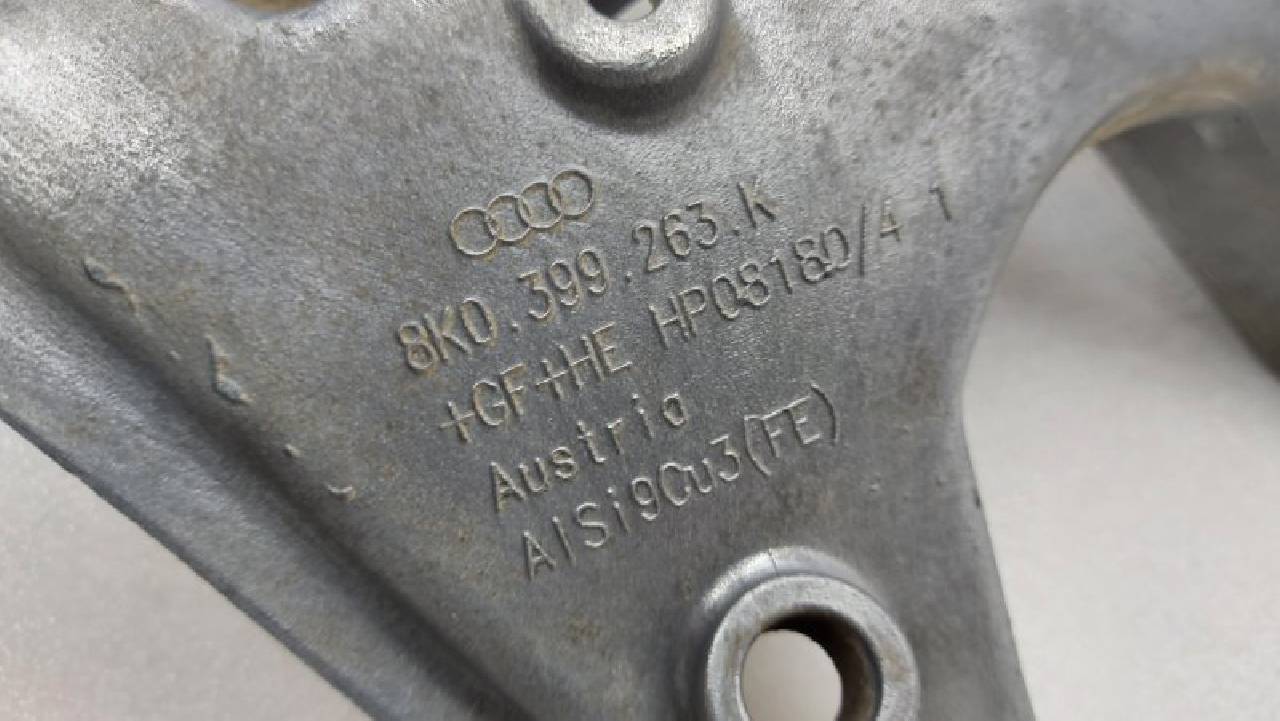 8K0.399.263.K
+GF+HE HP08180/4 1
Austria
AlSi9Cu3(FE)